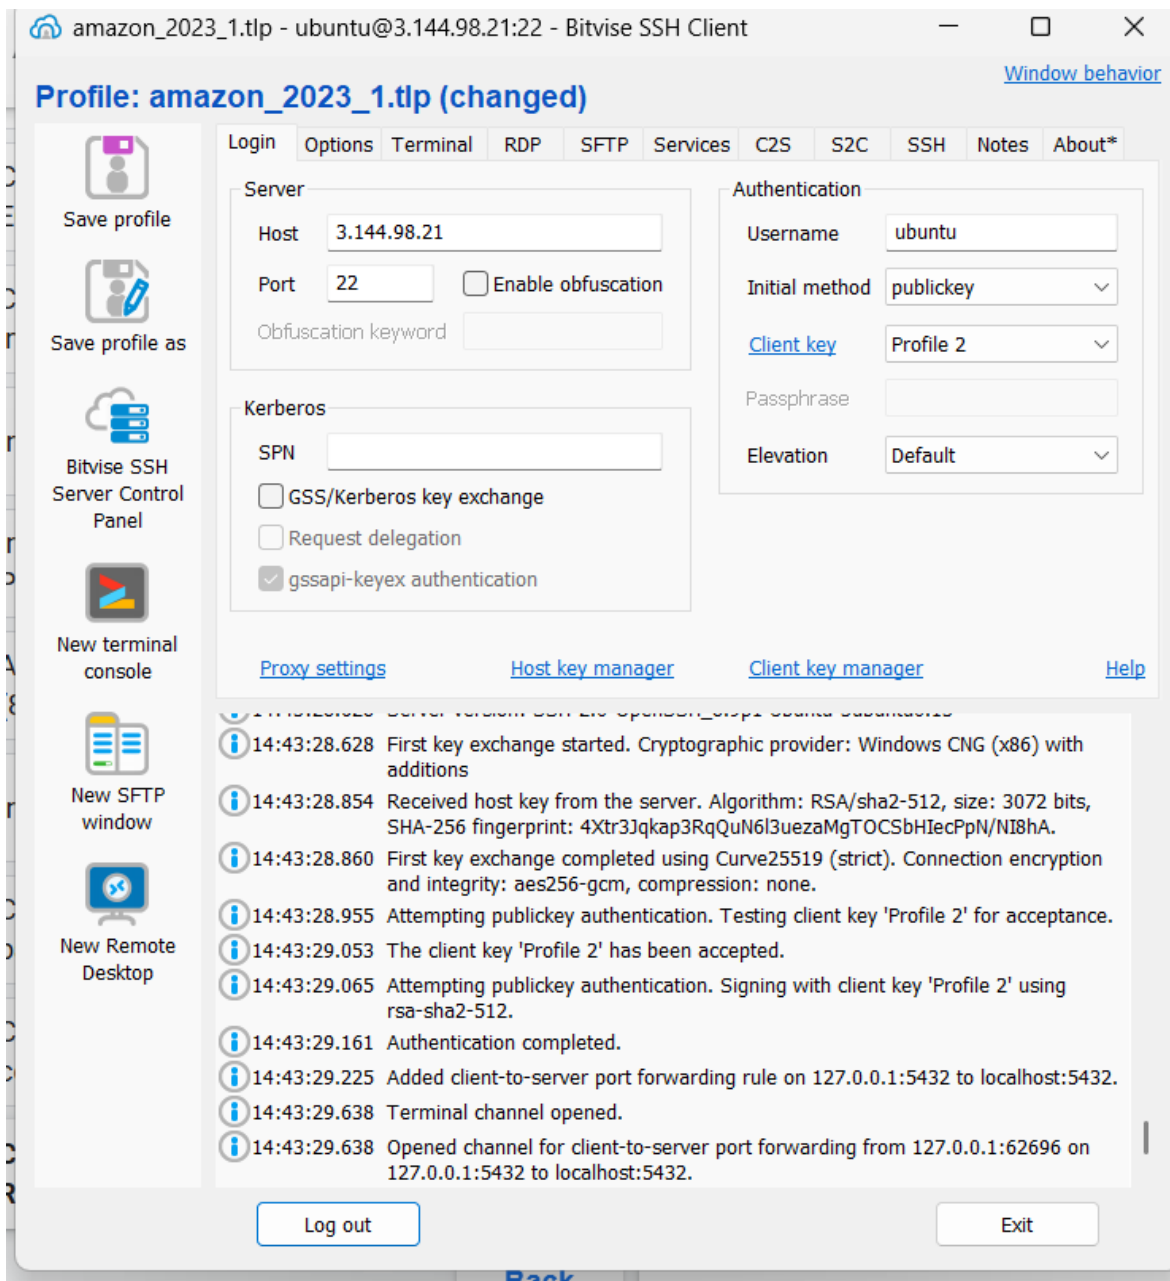 amazon_2023_1.tlp - ubuntu@3.144.98.21:22 - Bitvise SSH Client
Window behavior
Profile: amazon_2023_1.tlp (changed)
Save profile
Save profile as
Bitvise SSH
Server Control
Panel
New terminal
console
New SFTP
window
New Remote
Desktop
Login Options Terminal RDP SFTP Services C2S S2C SSH Notes About*
Server
Host 3.144.98.21
Port 22 Enable obfuscation
Obfuscation keyword
Kerberos
SPN
GSS/Kerberos key exchange
Request delegation
gssapi-keyex authentication
Authentication
Username ubuntu
Initial method publickey
Client key Profile 2
Passphrase
Elevation Default
Proxy settings Host key manager Client key manager Help
14:43:28.628 First key exchange started. Cryptographic provider: Windows CNG (x86) with
additions
14:43:28.854 Received host key from the server. Algorithm: RSA/sha2-512, size: 3072 bits,
SHA-256 fingerprint: 4Xtr3Jqkap3RqQuN6l3uezaMgTOCSbHIecPpN/NI8hA.
14:43:28.860 First key exchange completed using Curve25519 (strict). Connection encryption
and integrity: aes256-gcm, compression: none.
14:43:28.955 Attempting publickey authentication. Testing client key 'Profile 2' for acceptance.
14:43:29.053 The client key 'Profile 2' has been accepted.
14:43:29.065 Attempting publickey authentication. Signing with client key 'Profile 2' using
rsa-sha2-512.
14:43:29.161 Authentication completed.
14:43:29.225 Added client-to-server port forwarding rule on 127.0.0.1:5432 to localhost:5432.
14:43:29.638 Terminal channel opened.
14:43:29.638 Opened channel for client-to-server port forwarding from 127.0.0.1:62696 on
127.0.0.1:5432 to localhost:5432.
Log out Exit
Back